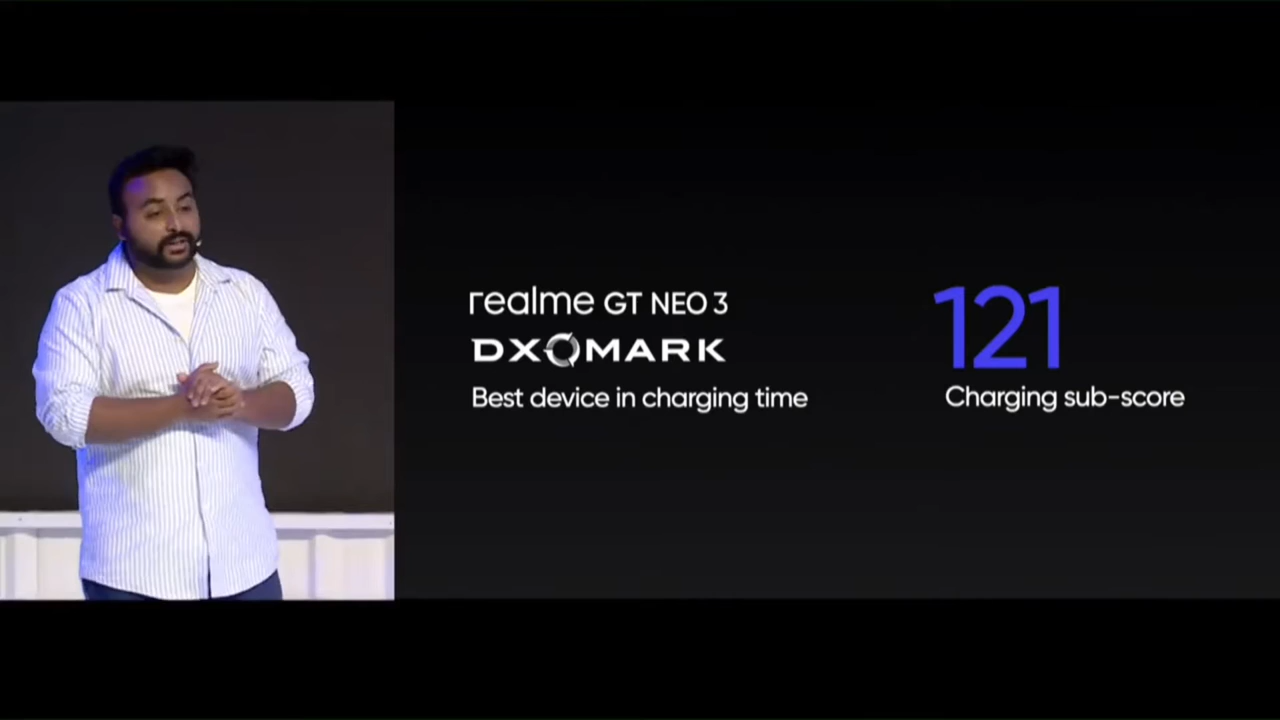 realme GT NEO 3
DXOMARK
Best device in charging time
121
Charging sub-score